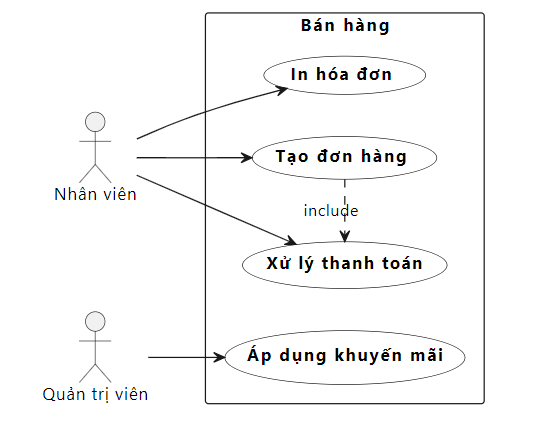 Bán hàng
In hóa đơn
Tạo đơn hàng
Nhân viên
include
Xử lý thanh toán
Áp dụng khuyến mãi
Quản trị viên